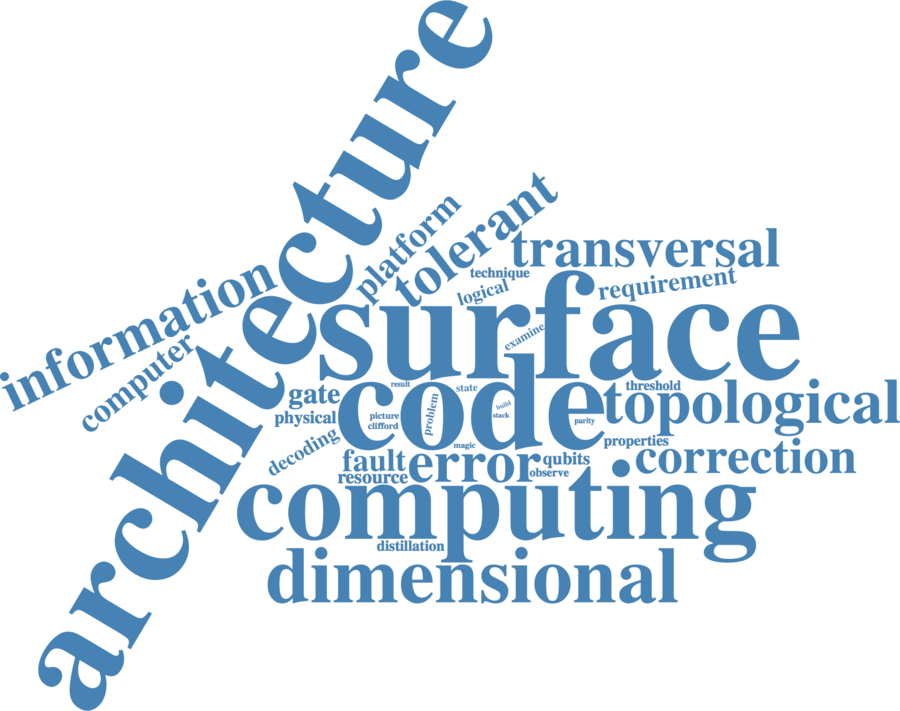 architecture
information
computer
platform
tolerant
transversal
technique
requirement
logical
surface
examine
gate
result
state
threshold
code
topological
physical
picture
problem
build
stack
clifford
parity
decoding
magic
properties
fault
error
qubits
correction
resource
observe
computing
distillation
dimensional